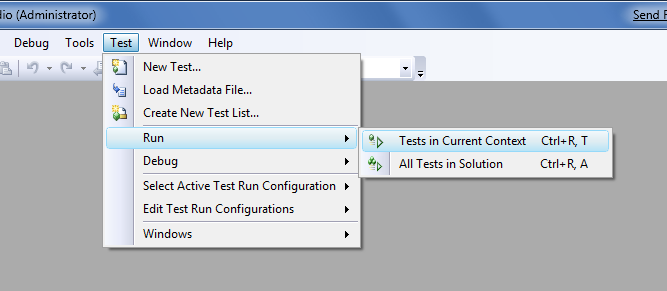 dio (Administrator) Send F
Debug Tools Test Window Help
New Test...
Load Metadata File...
Create New Test List...
Run
Tests in Current Context Ctrl+R, T
Debug
All Tests in Solution Ctrl+R, A
Select Active Test Run Configuration
Edit Test Run Configurations
Windows